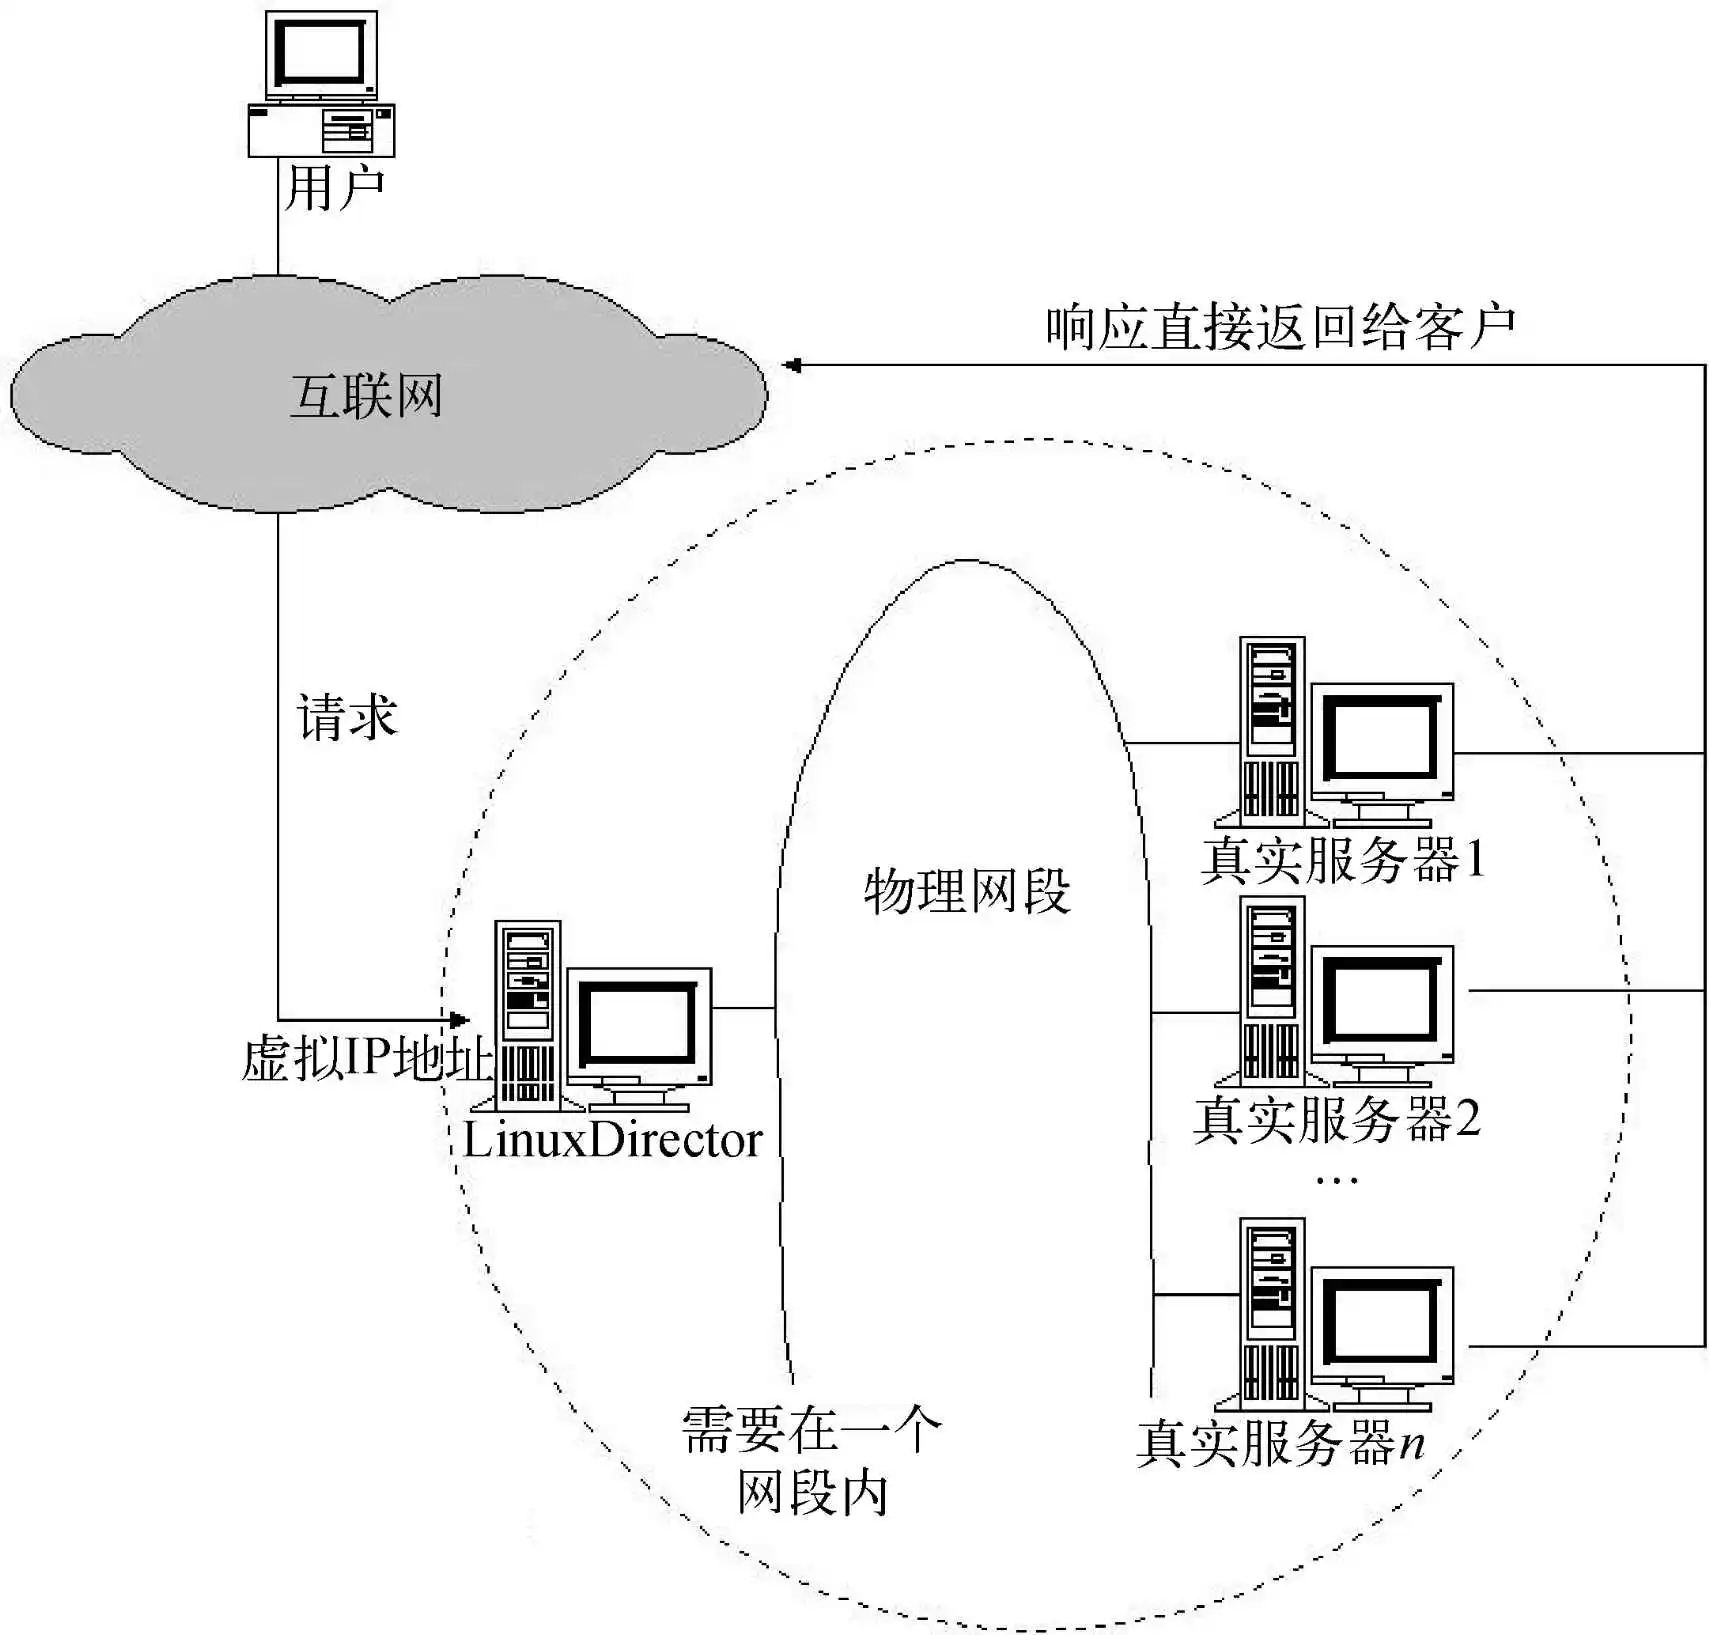 用户
响应直接返回给客户
互联网
请求
真实服务器1
物理网段
虚拟IP地址
LinuxDirector
真实服务器2
…
需要在一个
网段内
真实服务器n